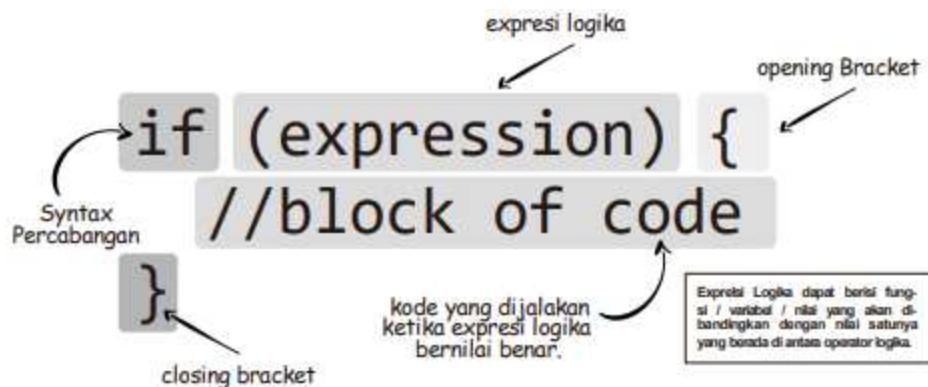 expresi logika
opening Bracket
if (expression) {
Syntax
Percabangan
//block of code
}
kode yang dijalakan
ketika expresi logika
bernilai benar.
closing bracket
Expreisi Logika dapat berisi fung-
si / variabel / nilai yang akan di-
bandingkan dengan nilai satunya
yang berada di antara operator logika.